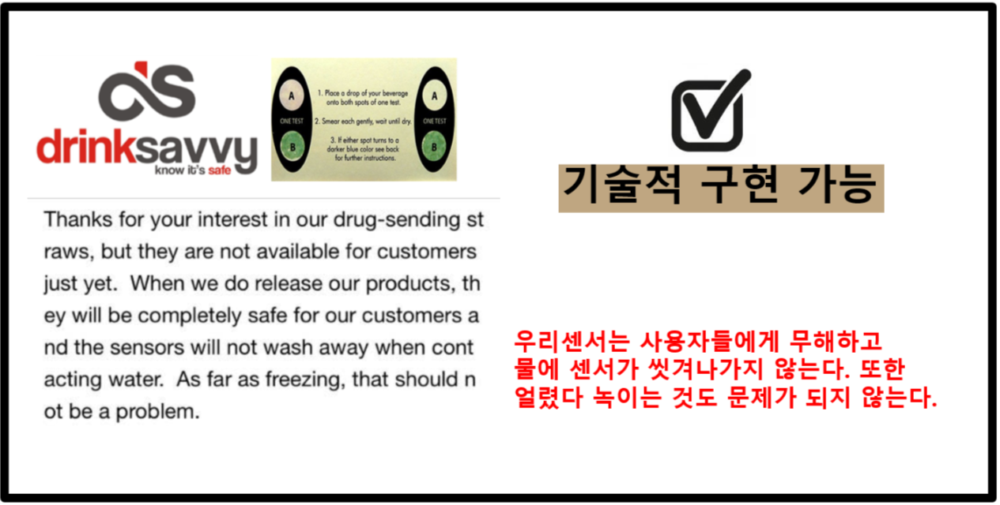 drinksavvy
know it's safe
A
ONE TEST
B
1. Place a drop of your beverage
onto both spots of one test.
2. Smear each gently, wait until dry.
3. If either spot turns to a
darker blue color see back
for further instructions.
A
ONE TEST
B
기술적 구현 가능
Thanks for your interest in our drug-sending st
raws, but they are not available for customers
just yet.  When we do release our products, th
ey will be completely safe for our customers a
nd the sensors will not wash away when cont
acting water.  As far as freezing, that should n
ot be a problem.
우리센서는 사용자들에게 무해하고
물에 센서가 씻겨나가지 않는다. 또한
얼렸다 녹이는 것도 문제가 되지 않는다.